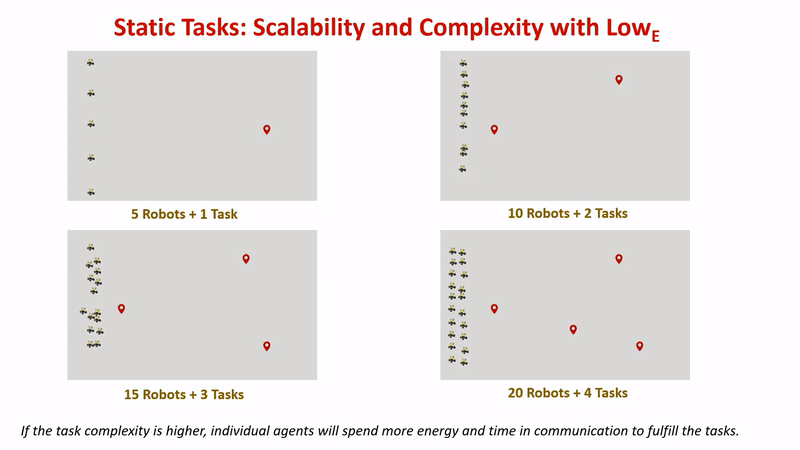 Static Tasks: Scalability and Complexity with LowE
5 Robots + 1 Task
10 Robots + 2 Tasks
15 Robots + 3 Tasks
20 Robots + 4 Tasks
If the task complexity is higher, individual agents will spend more energy and time in communication to fulfill the tasks.